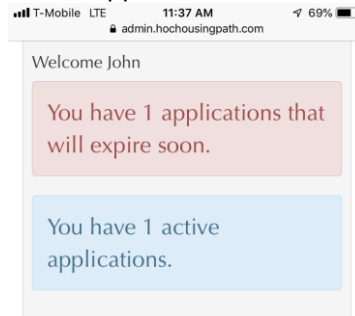 T-Mobile LTE 11:37 AM 69%
admin.hochousingpath.com
Welcome John
You have 1 applications that
will expire soon.
You have 1 active
applications.